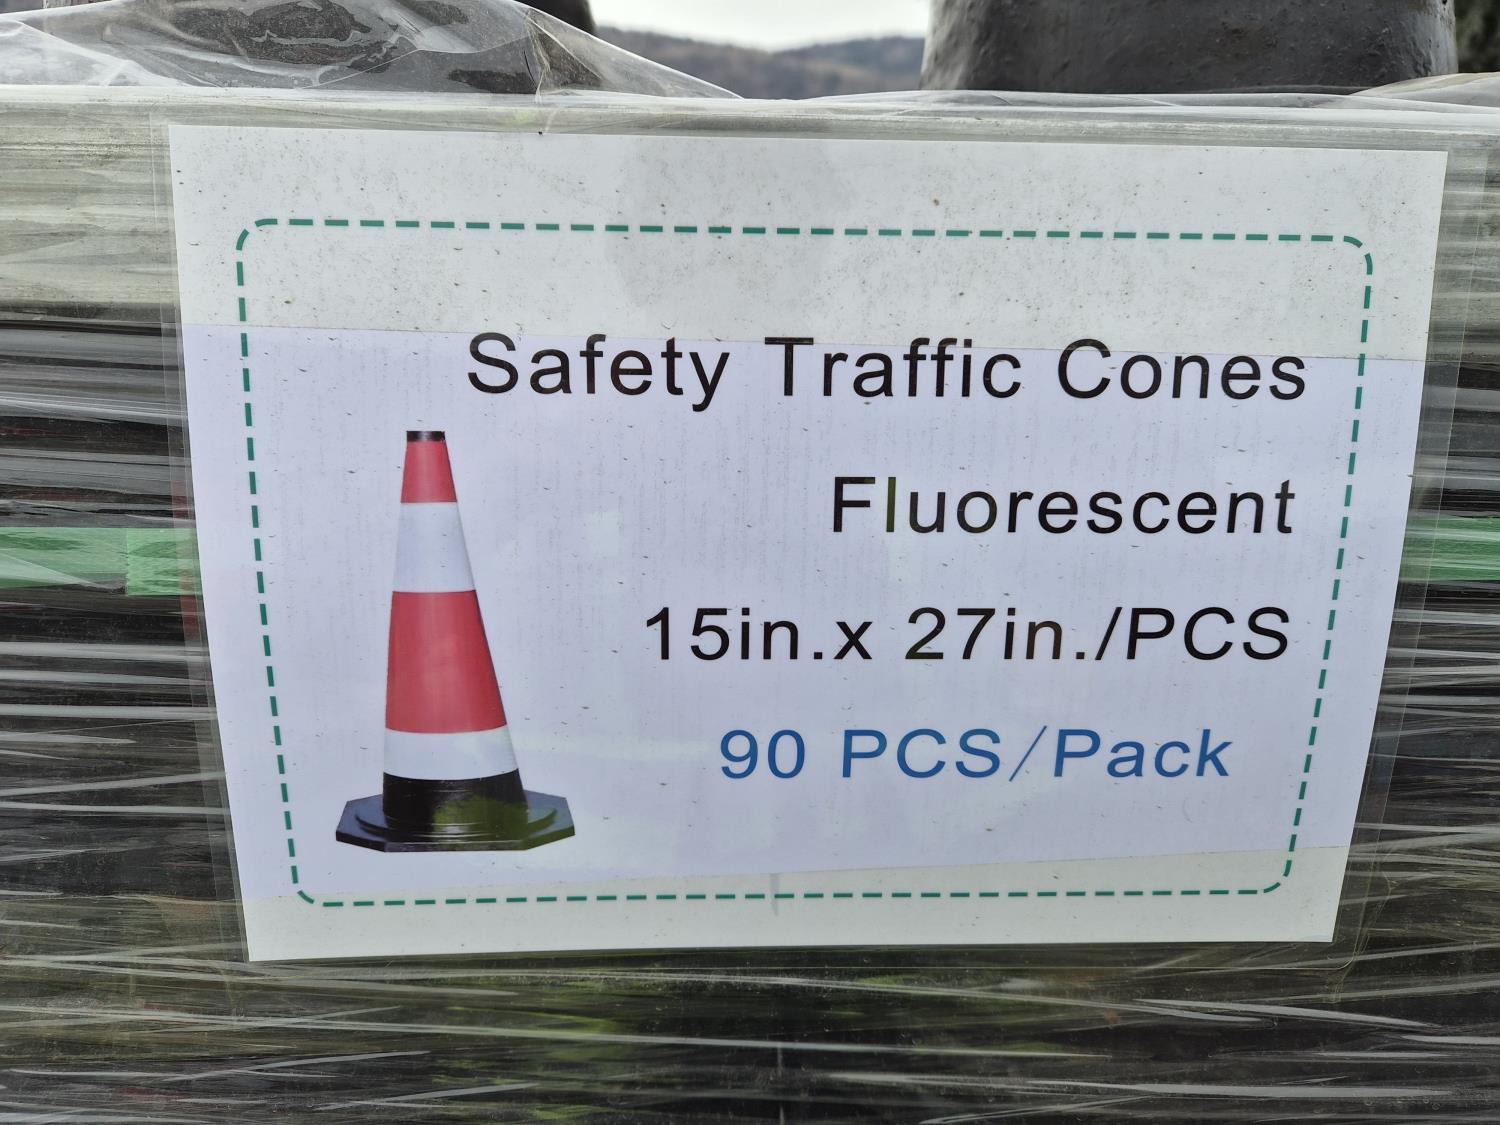 Safety Traffic Cones
Fluorescent
15in.x 27in./PCS
90 PCS/Pack